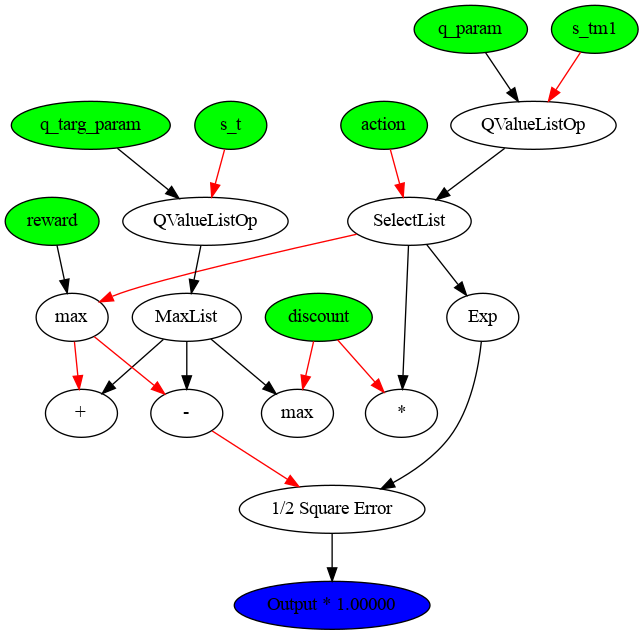 q_param
s_tm1
q_targ_param
s_t
action
QValueListOp
reward
QValueListOp
SelectList
max
MaxList
discount
Exp
+
-
max
*
1/2 Square Error
Output * 1.00000